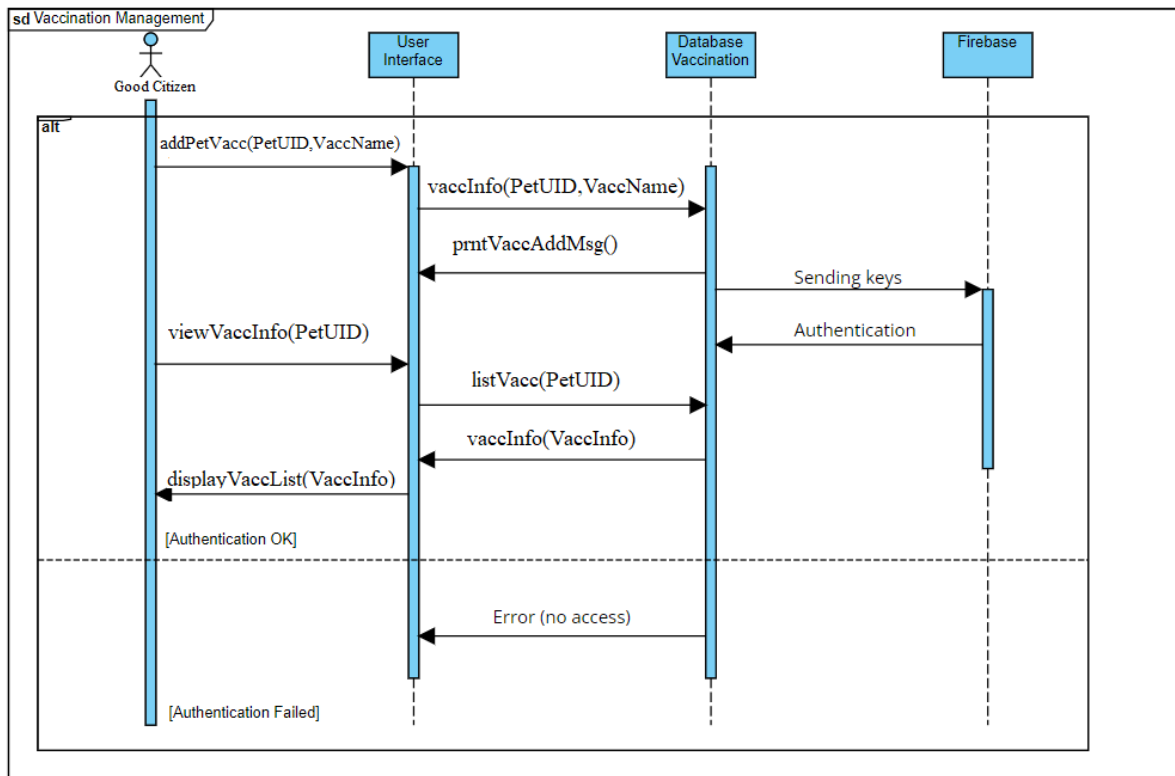 sd Vaccination Management
Good Citizen
User
Interface
Database
Vaccination
Firebase
alt
addPetVacc(PetUID,VaccName)
vaccInfo(PetUID,VaccName)
prntVaccAddMsg()
Sending keys
Authentication
viewVaccInfo(PetUID)
listVacc(PetUID)
vaccInfo(VaccInfo)
displayVaccList(VaccInfo)
[Authentication OK]
Error (no access)
[Authentication Failed]